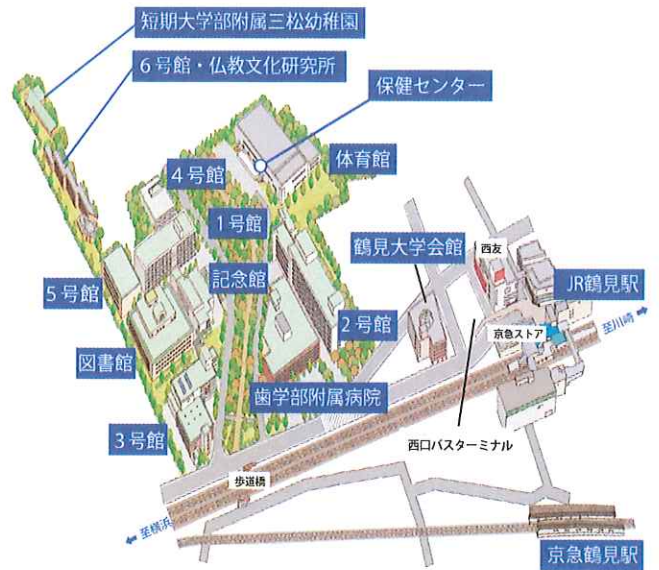 短期大学部附属三松幼稚園
6号館・仏教文化研究所
保健センター
体育館
4号館
1号館
鶴見大学会館
西友
JR鶴見駅
記念館
5号館
2号館
至川崎
京急ストア
図書館
歯学部附属病院
3号館
西口バスターミナル
歩道橋
至横浜
京急鶴見駅